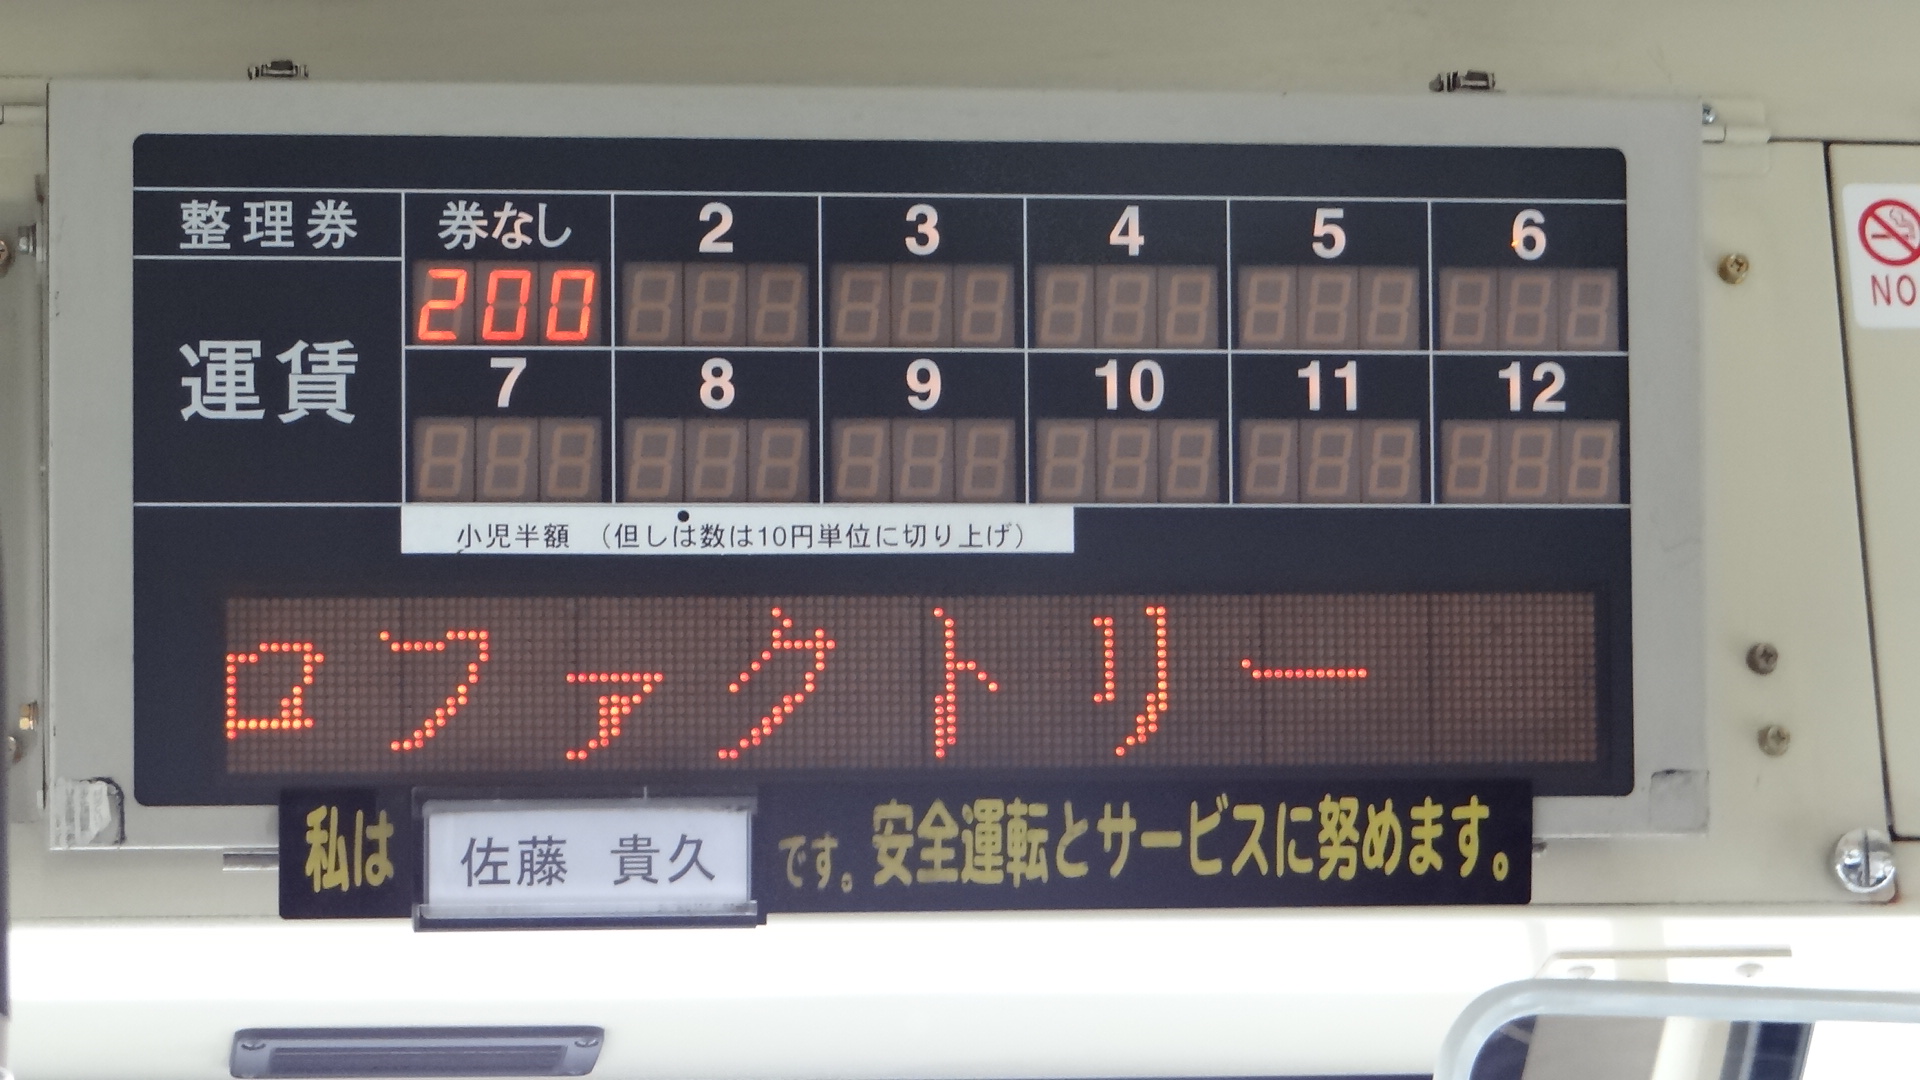 整理券 券なし 2 3 4 5 6
200
運賃
7 8 9 10 11 12
小児半額 （但しは数は10円単位に切り上げ）
ロファクトリー
私は 佐藤 貴久 です。安全運転とサービスに努めます。
NO